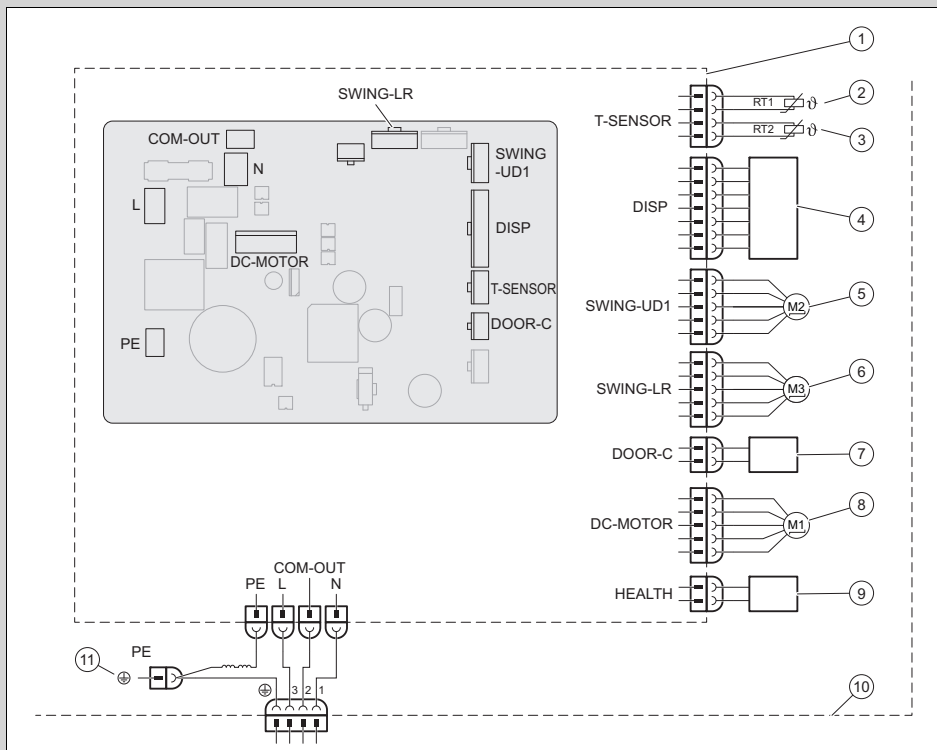 1
SWING-LR
T-SENSOR
RT1
ϑ
2
RT2
ϑ
3
COM-OUT
N
SWING
-UD1
L
DISP
DISP
4
DC-MOTOR
T-SENSOR
SWING-UD1
M2
5
DOOR-C
PE
SWING-LR
M3
6
DOOR-C
7
DC-MOTOR
M1
8
COM-OUT
PE
L
N
HEALTH
9
PE
11
3
2
1
10